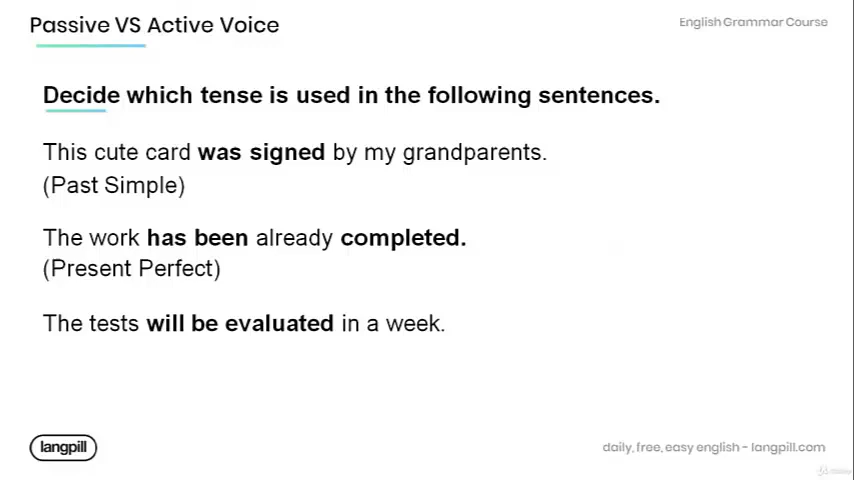 Passive VS Active Voice
English Grammar Course
Decide which tense is used in the following sentences.
This cute card was signed by my grandparents.
(Past Simple)
The work has been already completed.
(Present Perfect)
The tests will be evaluated in a week.
langpill
daily, free, easy english - langpill.com